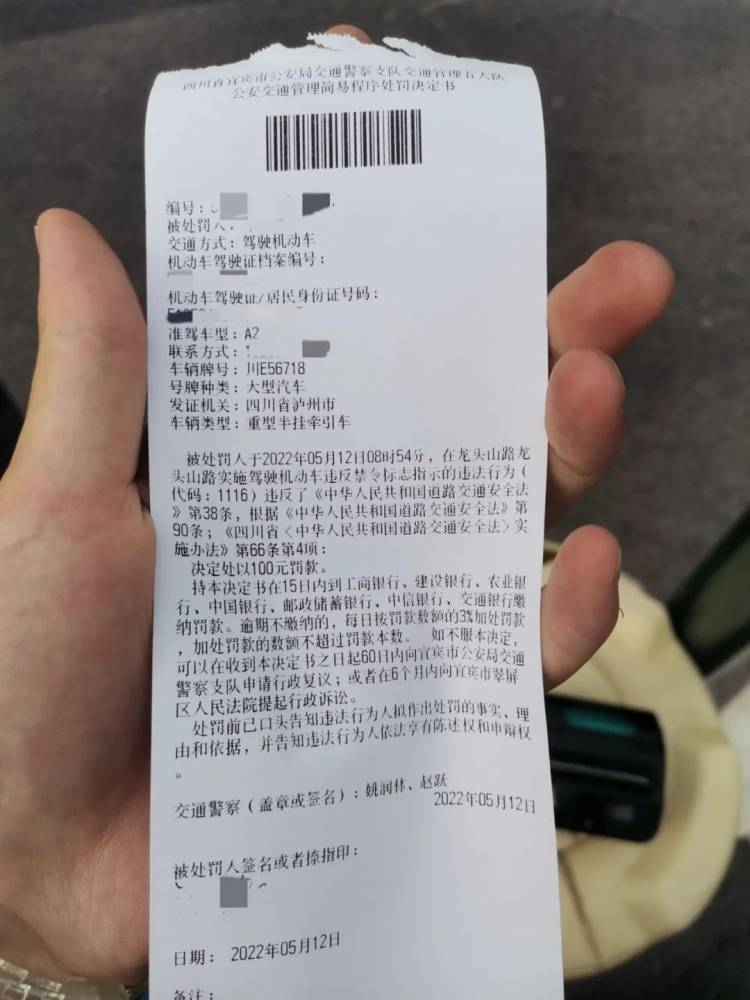 四川省宜宾市公安局交通警察支队交通管理五大队
公安交通管理简易程序处罚决定书
编号:
被处罚人:
交通方式:驾驶机动车
机动车驾驶证档案编号:
机动车驾驶证/居民身份证号码:
准驾车型:A2
联系方式:1
车辆牌号:川E56718
号牌种类:大型汽车
发证机关:四川省泸州市
车辆类型:重型半挂牵引车
被处罚人于2022年05月12日08时54分,在龙头山路龙
头山路实施驾驶机动车违反禁令标志指示的违法行为(
代码:1116)违反了《中华人民共和国道路交通安全法
》第38条,根据《中华人民共和国道路交通安全法》第
90条;《四川省〈中华人民共和国道路交通安全法〉实
施办法》第66条第4项:
决定处以100元罚款。
持本决定书在15日内到工商银行、建设银行、农业银
行、中国银行、邮政储蓄银行、中信银行、交通银行缴
纳罚款。逾期不缴纳的,每日按罚款数额的3%加处罚款
,加处罚款的数额不超过罚款本数。 如不服本决定,
可以在收到本决定书之日起60日内向宜宾市公安局交通
警察支队申请行政复议;或者在6个月内向宜宾市翠屏
区人民法院提起行政诉讼。
处罚前已口头告知违法行为人拟作出处罚的事实、理
由和依据,并告知违法行为人依法享有陈述权和申辩权
。
交通警察(盖章或签名):姚润林、赵跃
2022年05月12日
被处罚人签名或者捺指印:
日期: 2022年05月12日
备注: